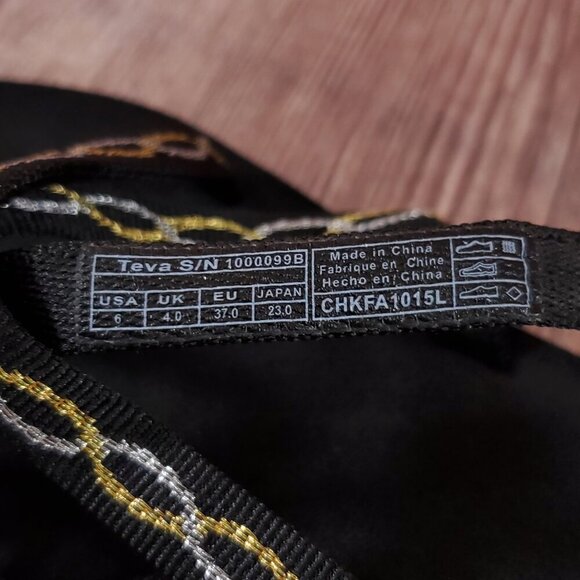 Teva S/N 1000099B
USA UK EU JAPAN
6 4.0 37.0 23.0
Made in China
Fabrique en Chine
Hecho en China
CHKFA1015L